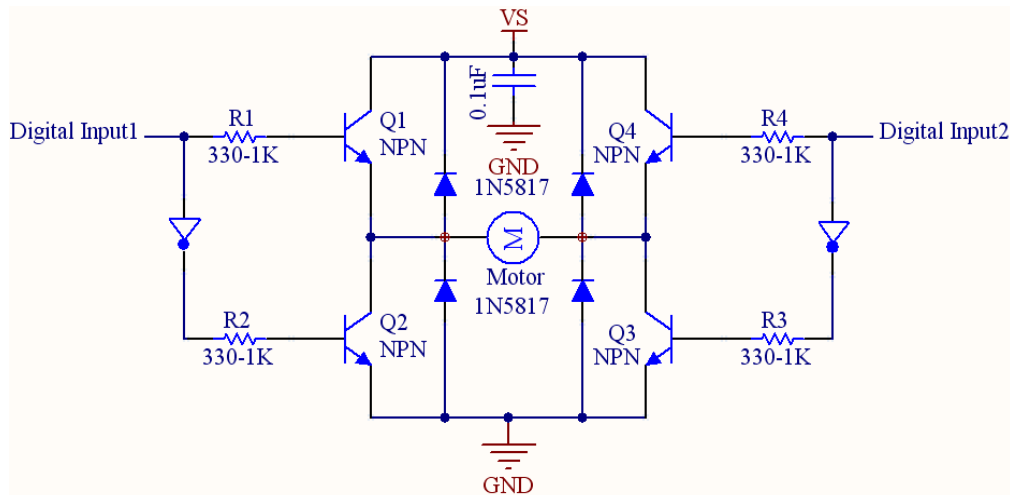 VS
0.1uF
GND
Digital Input1
R1
330-1K
Q1
NPN
Q4
NPN
R4
330-1K
Digital Input2
1N5817
M
Motor
1N5817
R2
330-1K
Q2
NPN
Q3
NPN
R3
330-1K
GND